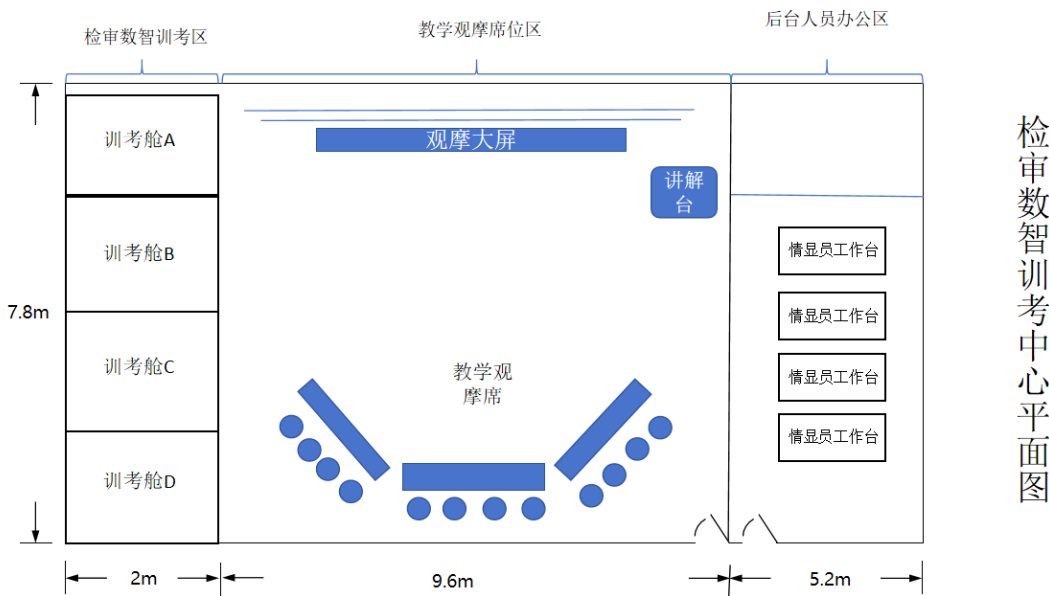 检审数智训考区
教学观摩席位区
后台人员办公区
训考舱A
观摩大屏
讲解
台
训考舱B
情显员工作台
情显员工作台
7.8m
训考舱C
教学观
摩席
情显员工作台
情显员工作台
训考舱D
2m
9.6m
5.2m
检审数智训考中心平面图